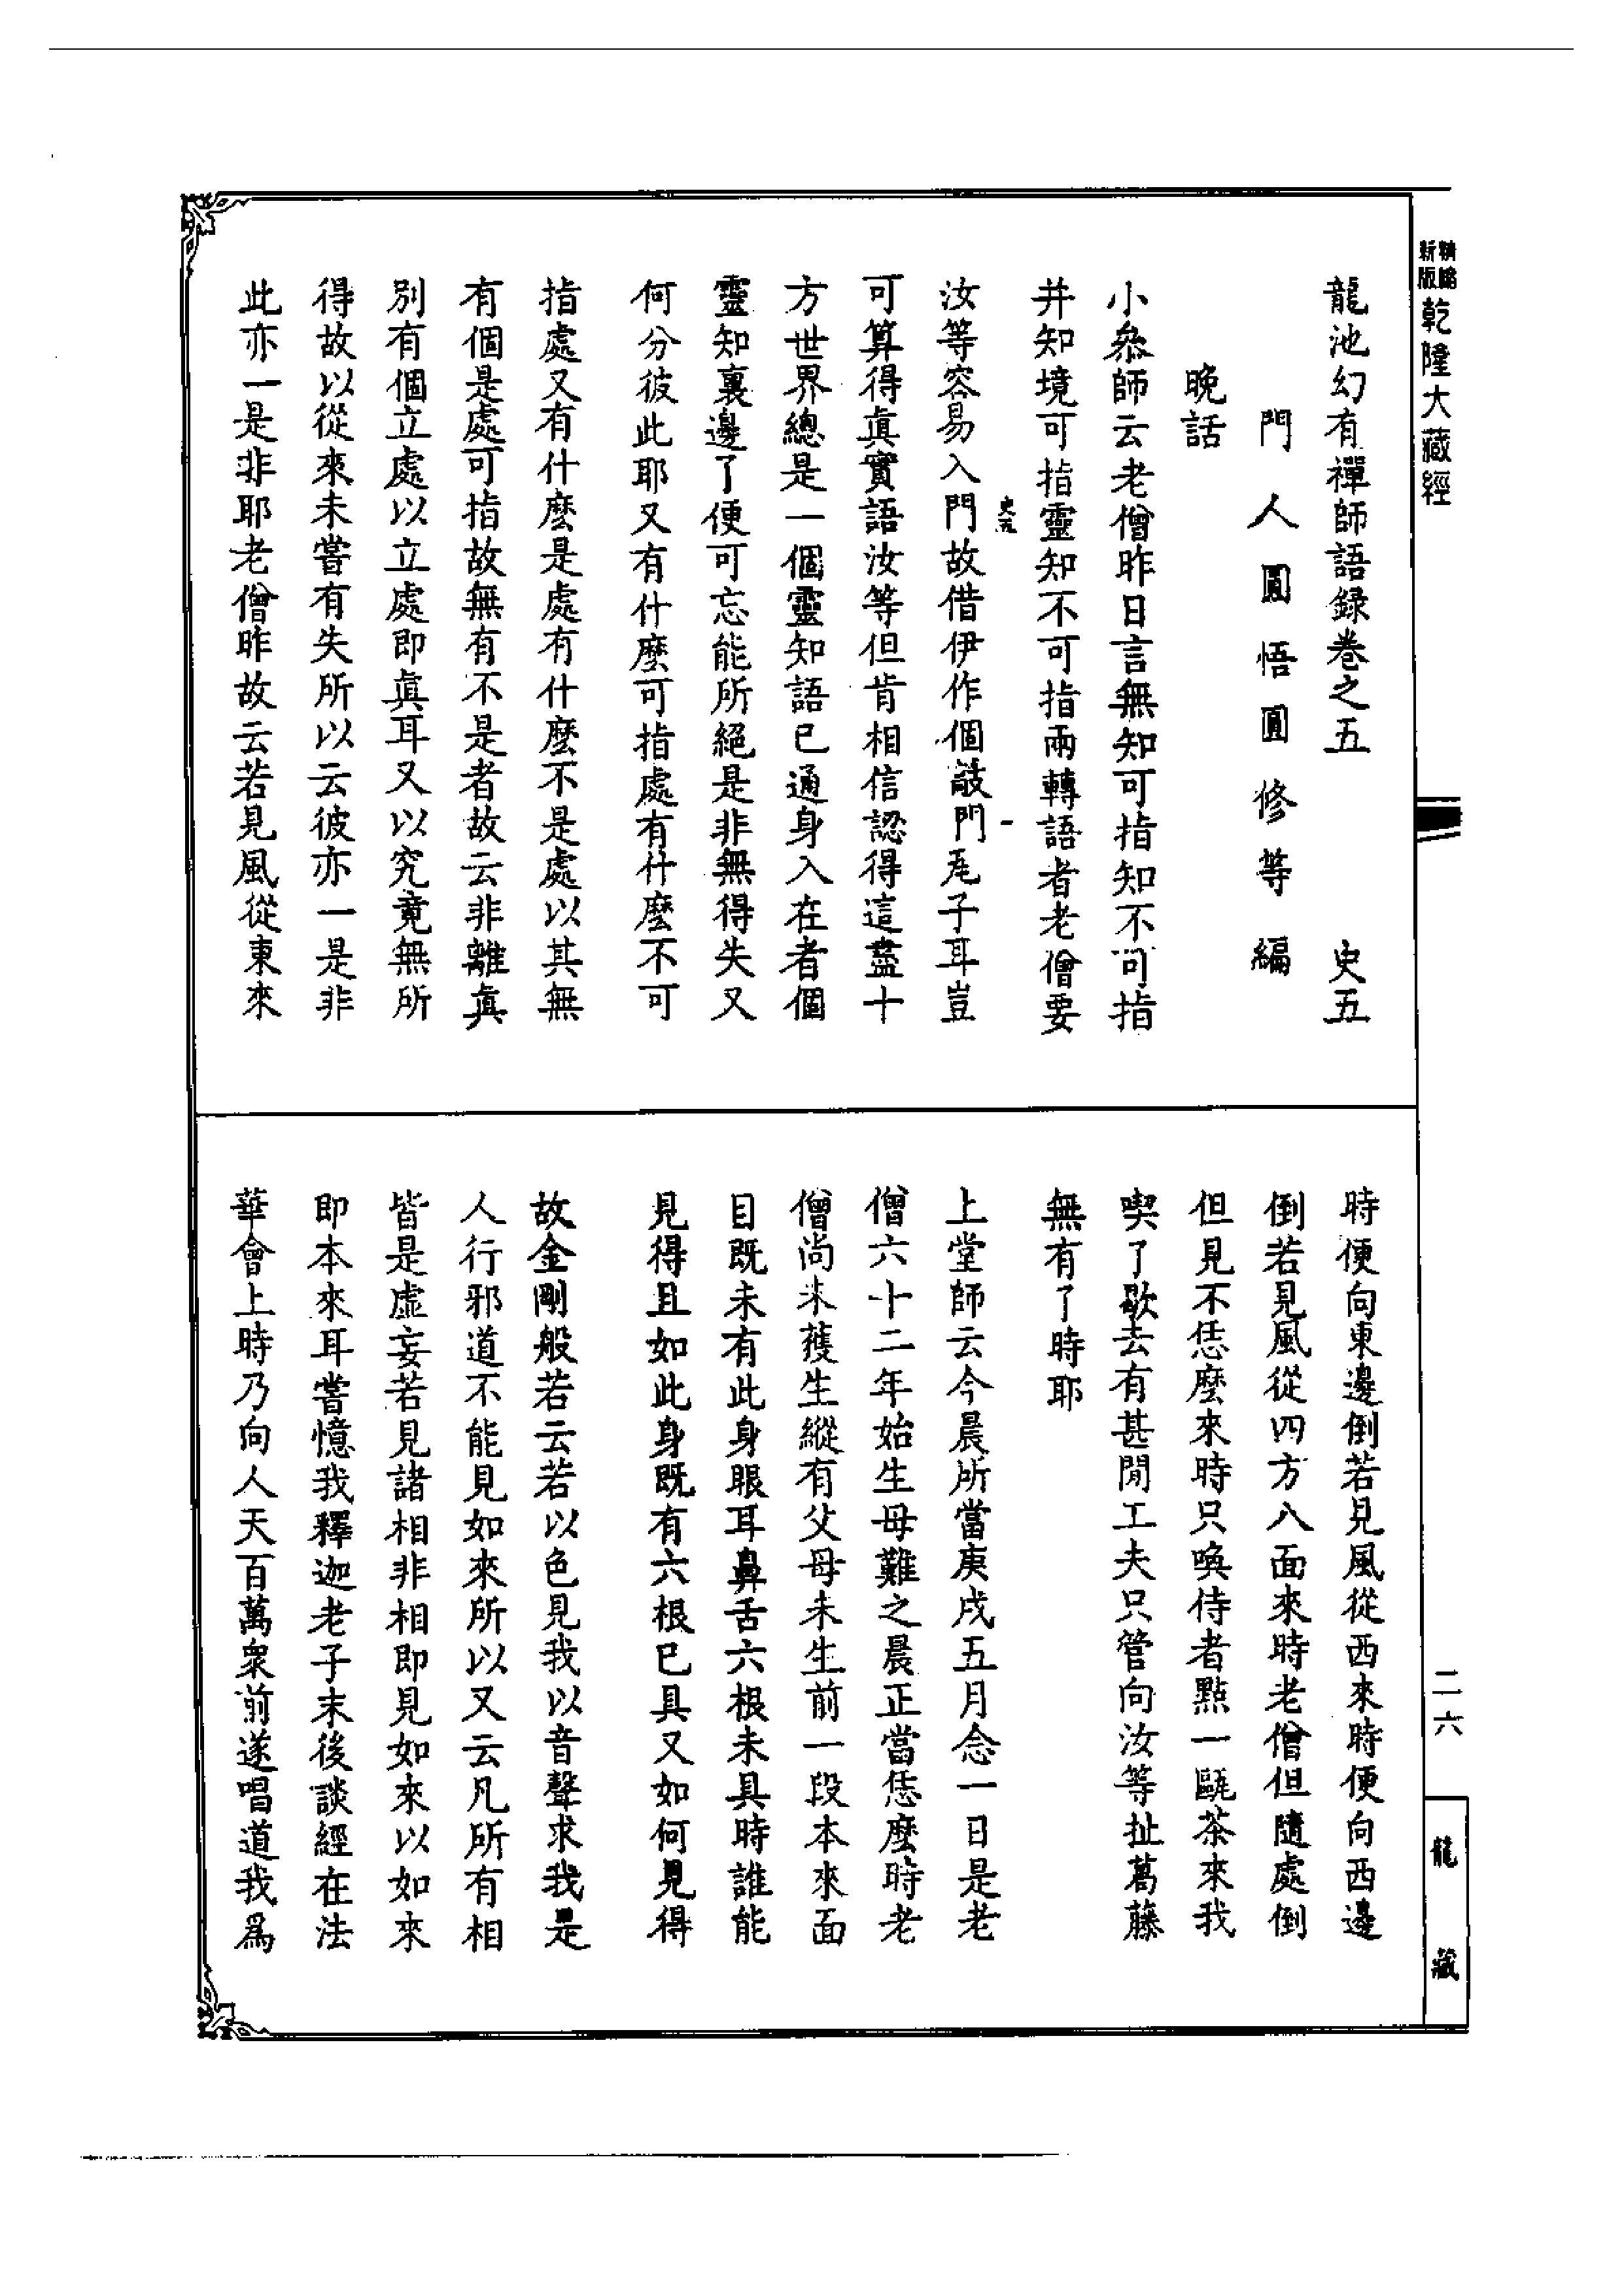 精縮
新版
乾隆大藏經
龍池幻有禪師語録卷之五 史五
門人圓悟圓修等編
晚話
小叅師云老僧昨日言無知可指知不可指
并知境可指靈知不可指兩轉語者老僧要
史五
一
汝等容易入門故借伊作個敲門瓦子耳豈
可算得眞實語汝等但肯相信認得這盡十
方世界總是一個靈知語已通身入在者個
靈知裏邊了便可忘能所絕是非無得失又
何分彼此耶又有什麽可指處有什麽不可
指處又有什麽是處有什麽不是處以其無
有個是處可指故無有不是者故云非離眞
別有個立處以立處即眞耳又以究竟無所
得故以從來未嘗有失所以云彼亦一是非
此亦一是非耶老僧昨故云若見風從東來
時便向東邊倒若見風從西來時便向西邊
倒若見風從四方八面來時老僧但隨處倒
但見不恁麽來時只喚侍者點一甌茶來我
喫了歇去有甚閒工夫只管向汝等扯葛藤
無有了時耶
上堂師云今晨所當庚戌五月念一日是老
僧六十二年始生母難之晨正當恁麽時老
僧尚未獲生縱有父母未生前一段本來面
目既未有此身眼耳鼻舌六根未具時誰能
見得且如此身既有六根已具又如何見得
故金剛般若云若以色見我以音聲求我是
人行邪道不能見如來所以又云凡所有相
皆是虛妄若見諸相非相即見如來以如來
即本來耳嘗憶我釋迦老子末後談經在法
華會上時乃向人天百萬衆前遂唱道我爲
二六
龍藏